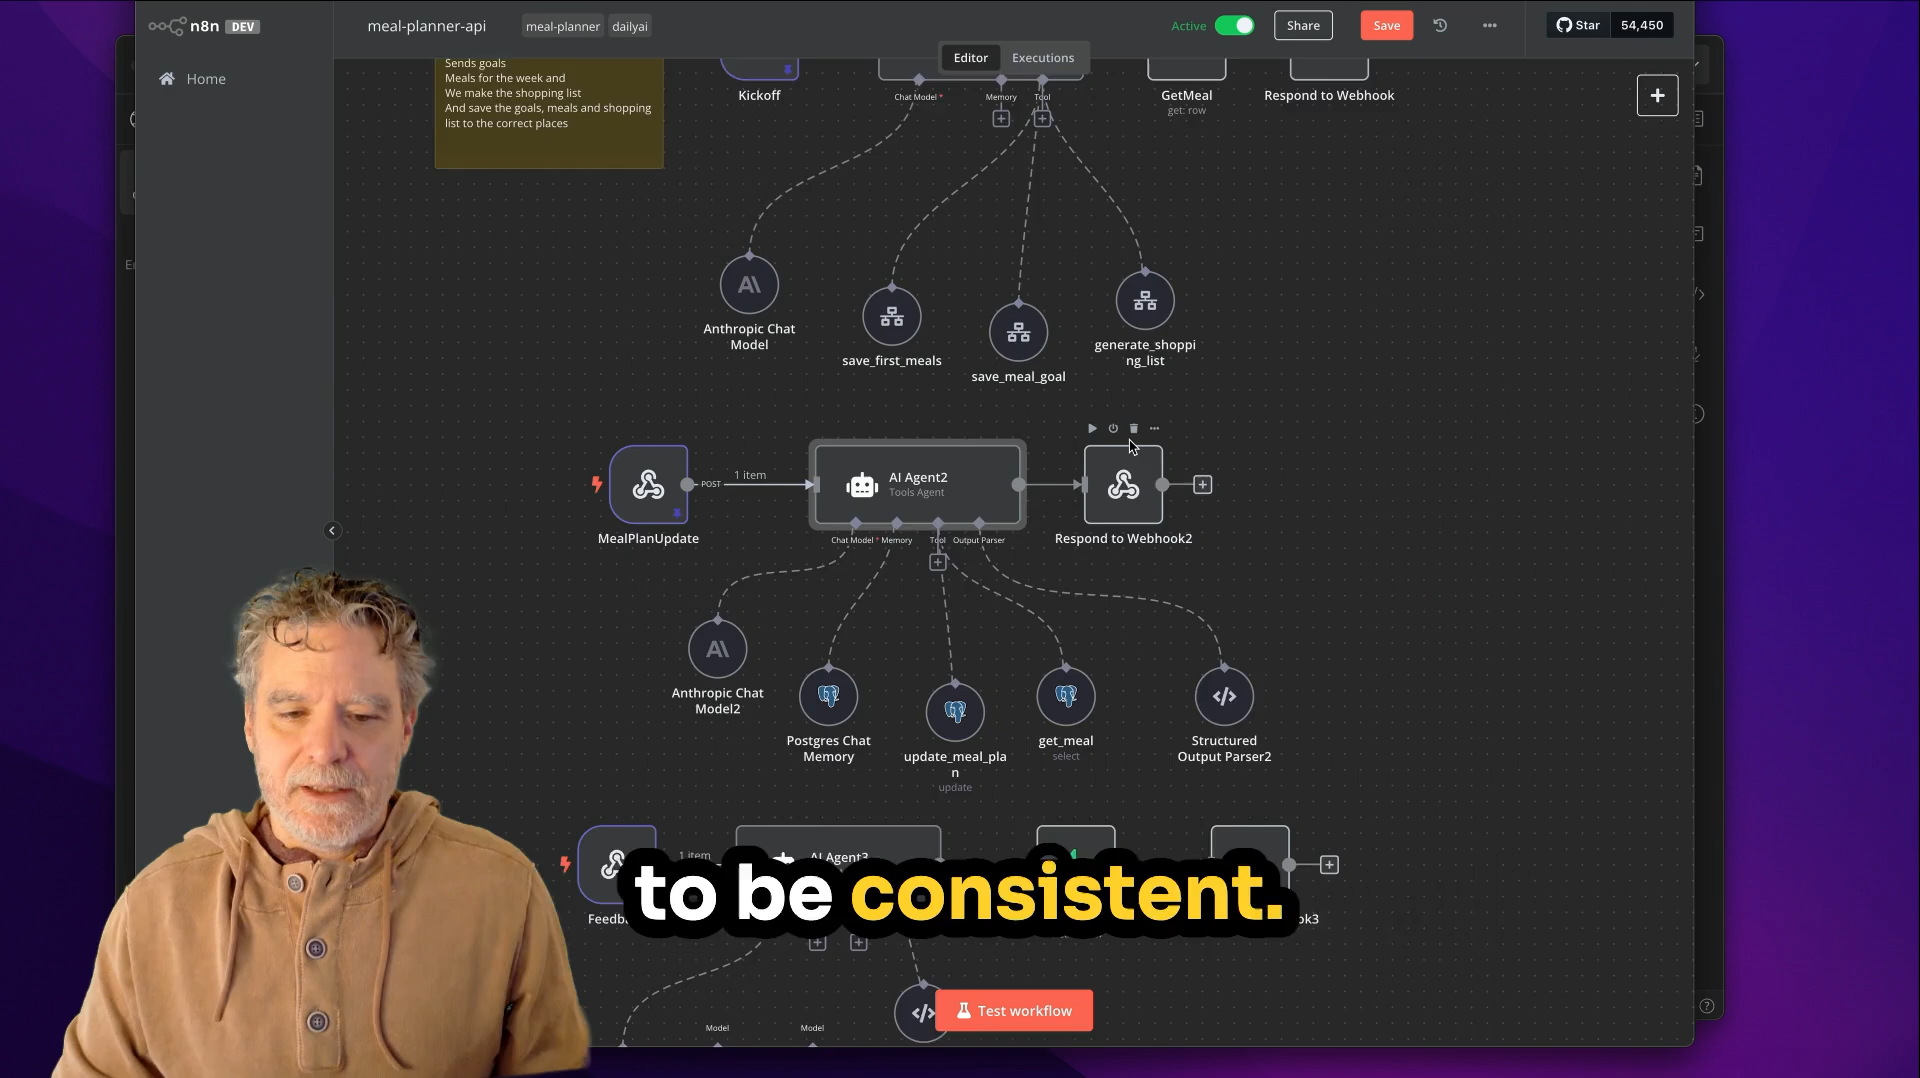 n8n DEV
meal-planner-api
meal-planner
dailyai
Active
Share
Save
Star
54,450
Home
Editor
Executions
Sends goals
Meals for the week and
We make the shopping list
And save the goals, meals and shopping
list to the correct places
Kickoff
Chat Model *
Memory
Tool
GetMeal
get: row
Respond to Webhook
Anthropic Chat
Model
save_first_meals
save_meal_goal
generate_shoppi
ng_list
MealPlanUpdate
POST
1 item
AI Agent2
Tools Agent
Respond to Webhook2
Chat Model *
Memory
Tool
Output Parser
Anthropic Chat
Model2
Postgres Chat
Memory
update_meal_pla
n
update
get_meal
select
Structured
Output Parser2
1 item
AI Agent3
to be consistent.
Test workflow
Model
Model